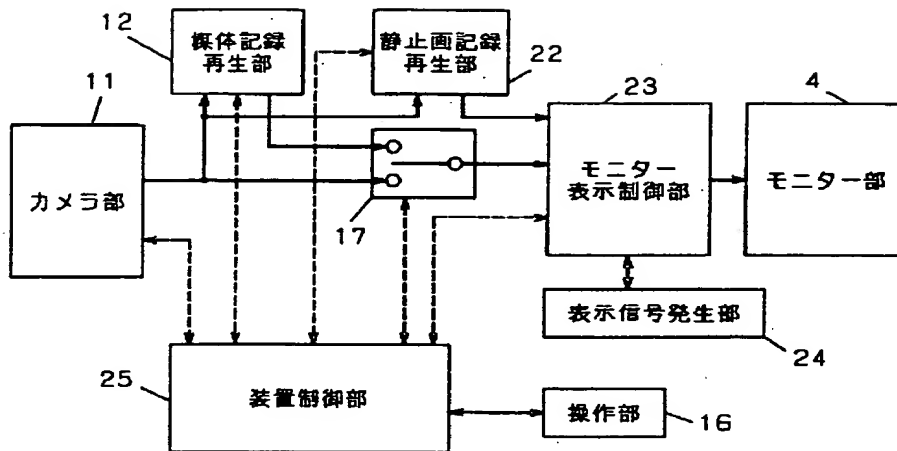 12
媒体記録
再生部
静止画記録
再生部
22
11
23
4
カメラ部
17
モニター
表示制御部
モニター部
表示信号発生部
24
25
装置制御部
操作部
16